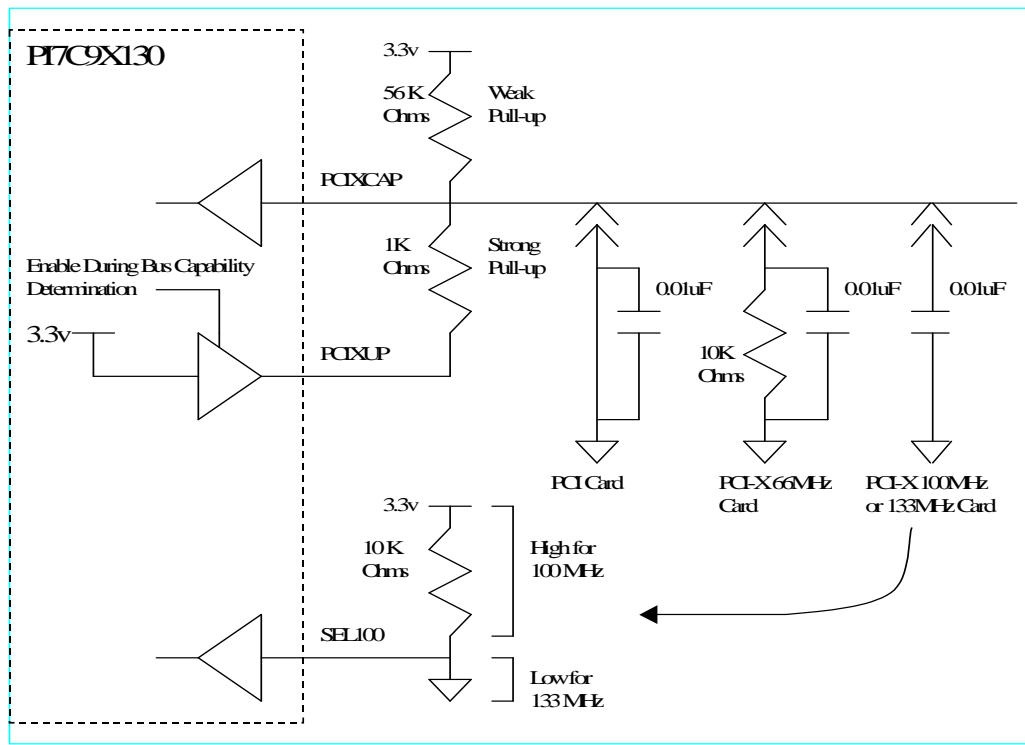 PI7C9X130
3.3v
56 K
Ohms
Weak
Pull-up
PCIXCAP
1K
Ohms
Strong
Pull-up
Enable During Bus Capability
Determination
3.3v
PCIXUP
0.01uF
0.01uF
0.01uF
10K
Ohms
PCI Card
PCI-X 66MHz
Card
PCI-X 100MHz
or 133MHz Card
3.3v
10 K
Ohms
High for
100 MHz
SEL100
Low for
133 MHz